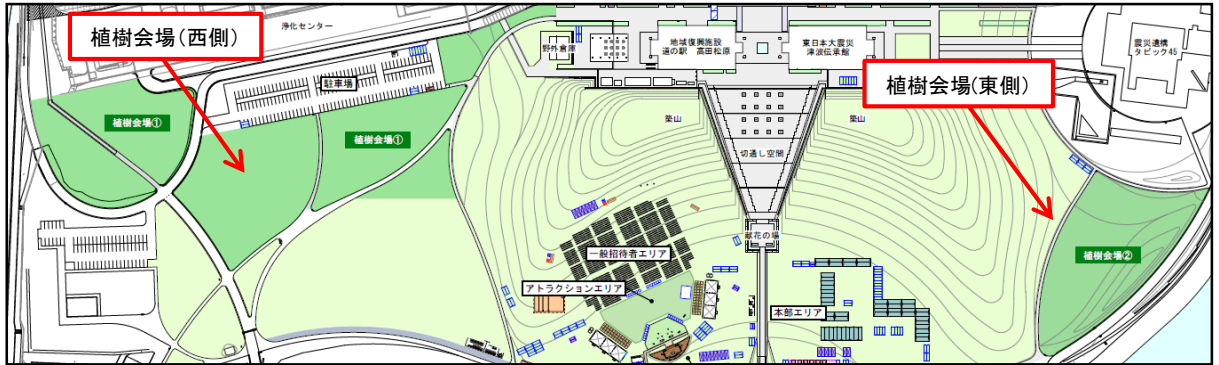 浄化センター
植樹会場(西側)
野外倉庫
地域復興施設
道の駅 高田松原
東日本大震災
津波伝承館
震災遺構
タピック45
駐車場
植樹会場(東側)
植樹会場①
植樹会場①
築山
築山
切通し空間
献花の場
植樹会場②
一般招待者エリア
アトラクションエリア
本部エリア